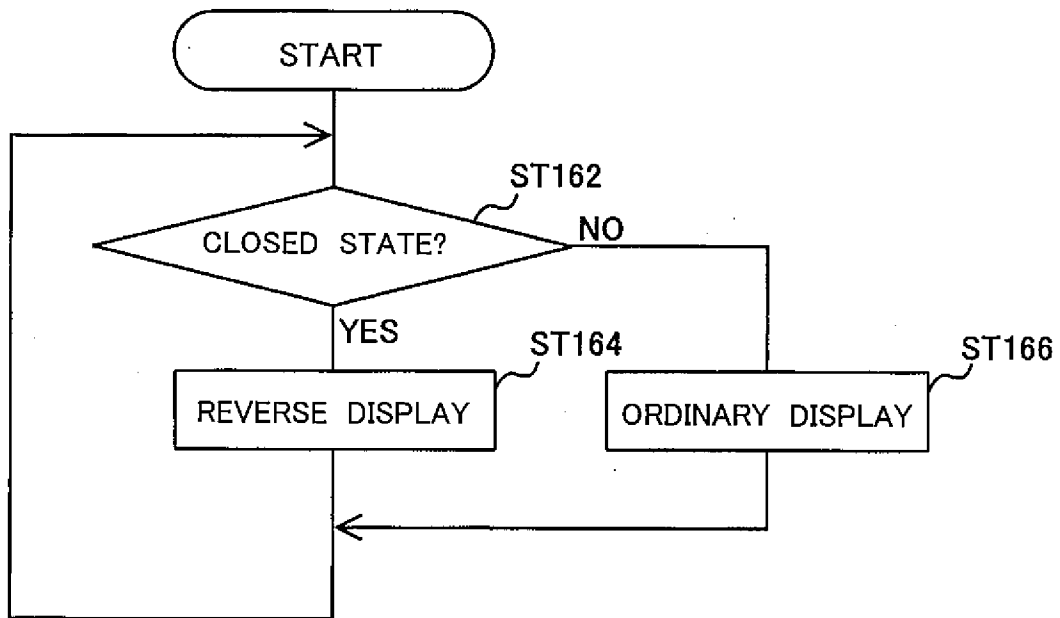 START
ST162
CLOSED STATE?
NO
YES
ST164
ST166
REVERSE DISPLAY
ORDINARY DISPLAY